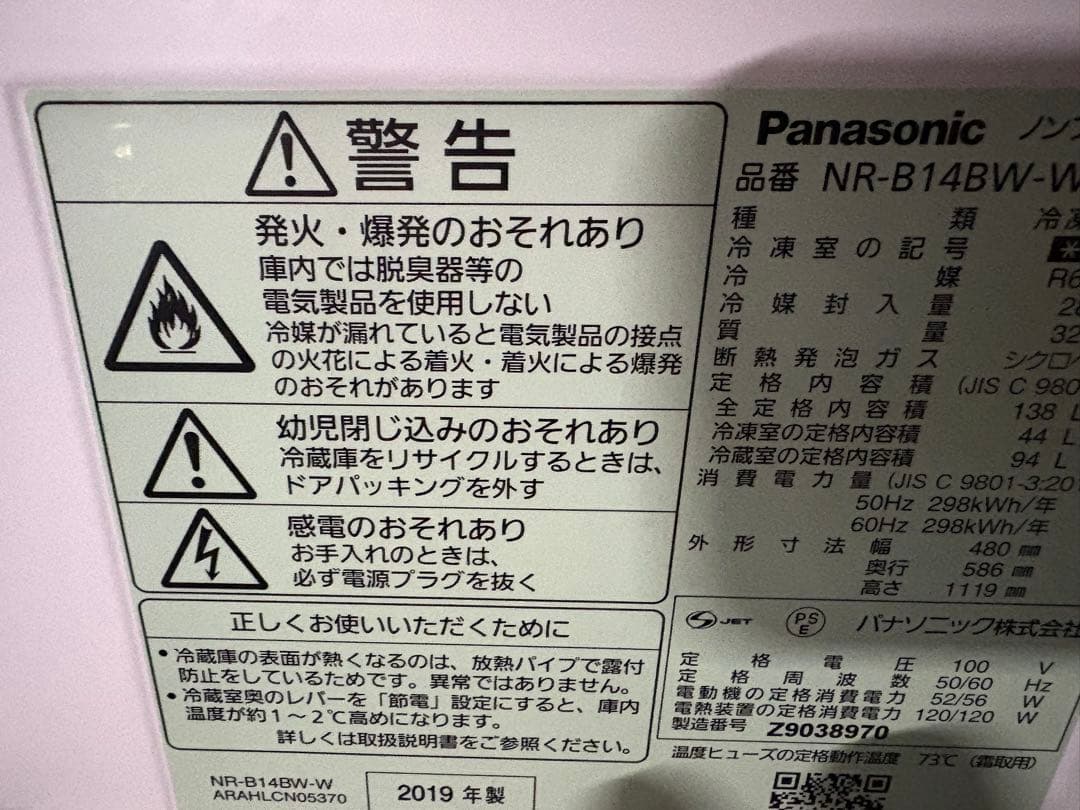 警告
発火・爆発のおそれあり
庫内では脱臭器等の
電気製品を使用しない
冷媒が漏れていると電気製品の接点
の火花による着火・着火による爆発
のおそれがあります
幼児閉じ込みのおそれあり
冷蔵庫をリサイクルするときは、
ドアパッキングを外す
感電のおそれあり
お手入れのときは、
必ず電源プラグを抜く
正しくお使いいただくために
• 冷蔵庫の表面が熱くなるのは、放熱パイプで露付
防止をしているためです。異常ではありません。
• 冷蔵室奥のレバーを「節電」設定にすると、庫内
温度が約1~2℃高めになります。
詳しくは取扱説明書をご参照ください。
NR-B14BW-W
ARAHLCN05370
2019 年製
Panasonic ノン
品番 NR-B14BW-W
種類 冷凍
冷凍室の記号
冷媒 R6
冷媒封入量
質量 32
断熱発泡ガス シクロ
定格内容積 (JIS C 980
全定格内容積 138 L
冷凍室の定格内容積 44 L
冷蔵室の定格内容積 94 L
消費電力量 (JIS C 9801-3:20
50Hz 298kWh/年
60Hz 298kWh/年
外形寸法 幅 480 mm
奥行 586 mm
高さ 1119 mm
JET PSE パナソニック株式会社
定格電圧 100 V
定格周波数 50/60 Hz
電動機の定格消費電力 52/56 W
電熱装置の定格消費電力 120/120 W
製造番号 Z9038970
温度ヒューズの定格動作温度 73℃ (霜取用)